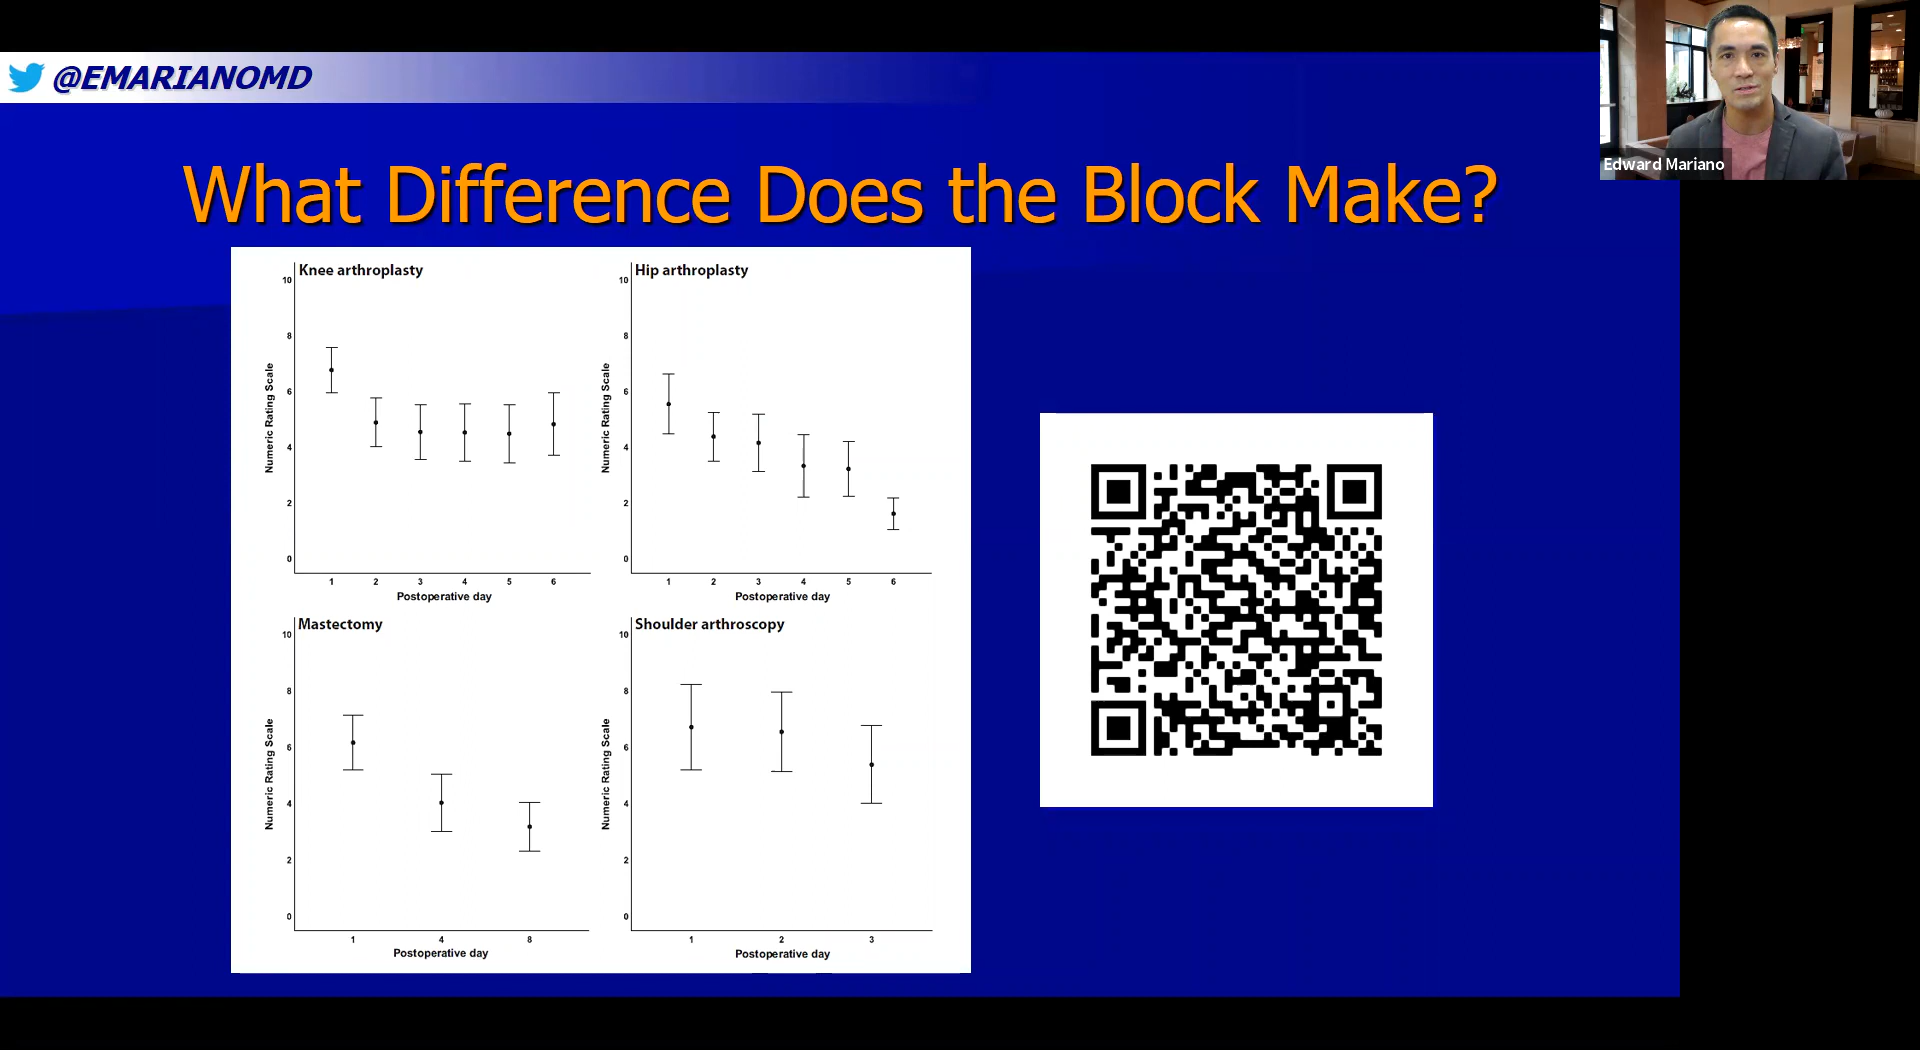 @EMARIANOMD
Edward Mariano
What Difference Does the Block Make?
Knee arthroplasty
10
8
6
4
2
0
Numeric Rating Scale
1 2 3 4 5 6
Postoperative day
Hip arthroplasty
10
8
6
4
2
0
Numeric Rating Scale
1 2 3 4 5 6
Postoperative day
Mastectomy
10
8
6
4
2
0
Numeric Rating Scale
1 4 8
Postoperative day
Shoulder arthroscopy
10
8
6
4
2
0
Numeric Rating Scale
1 2 3
Postoperative day